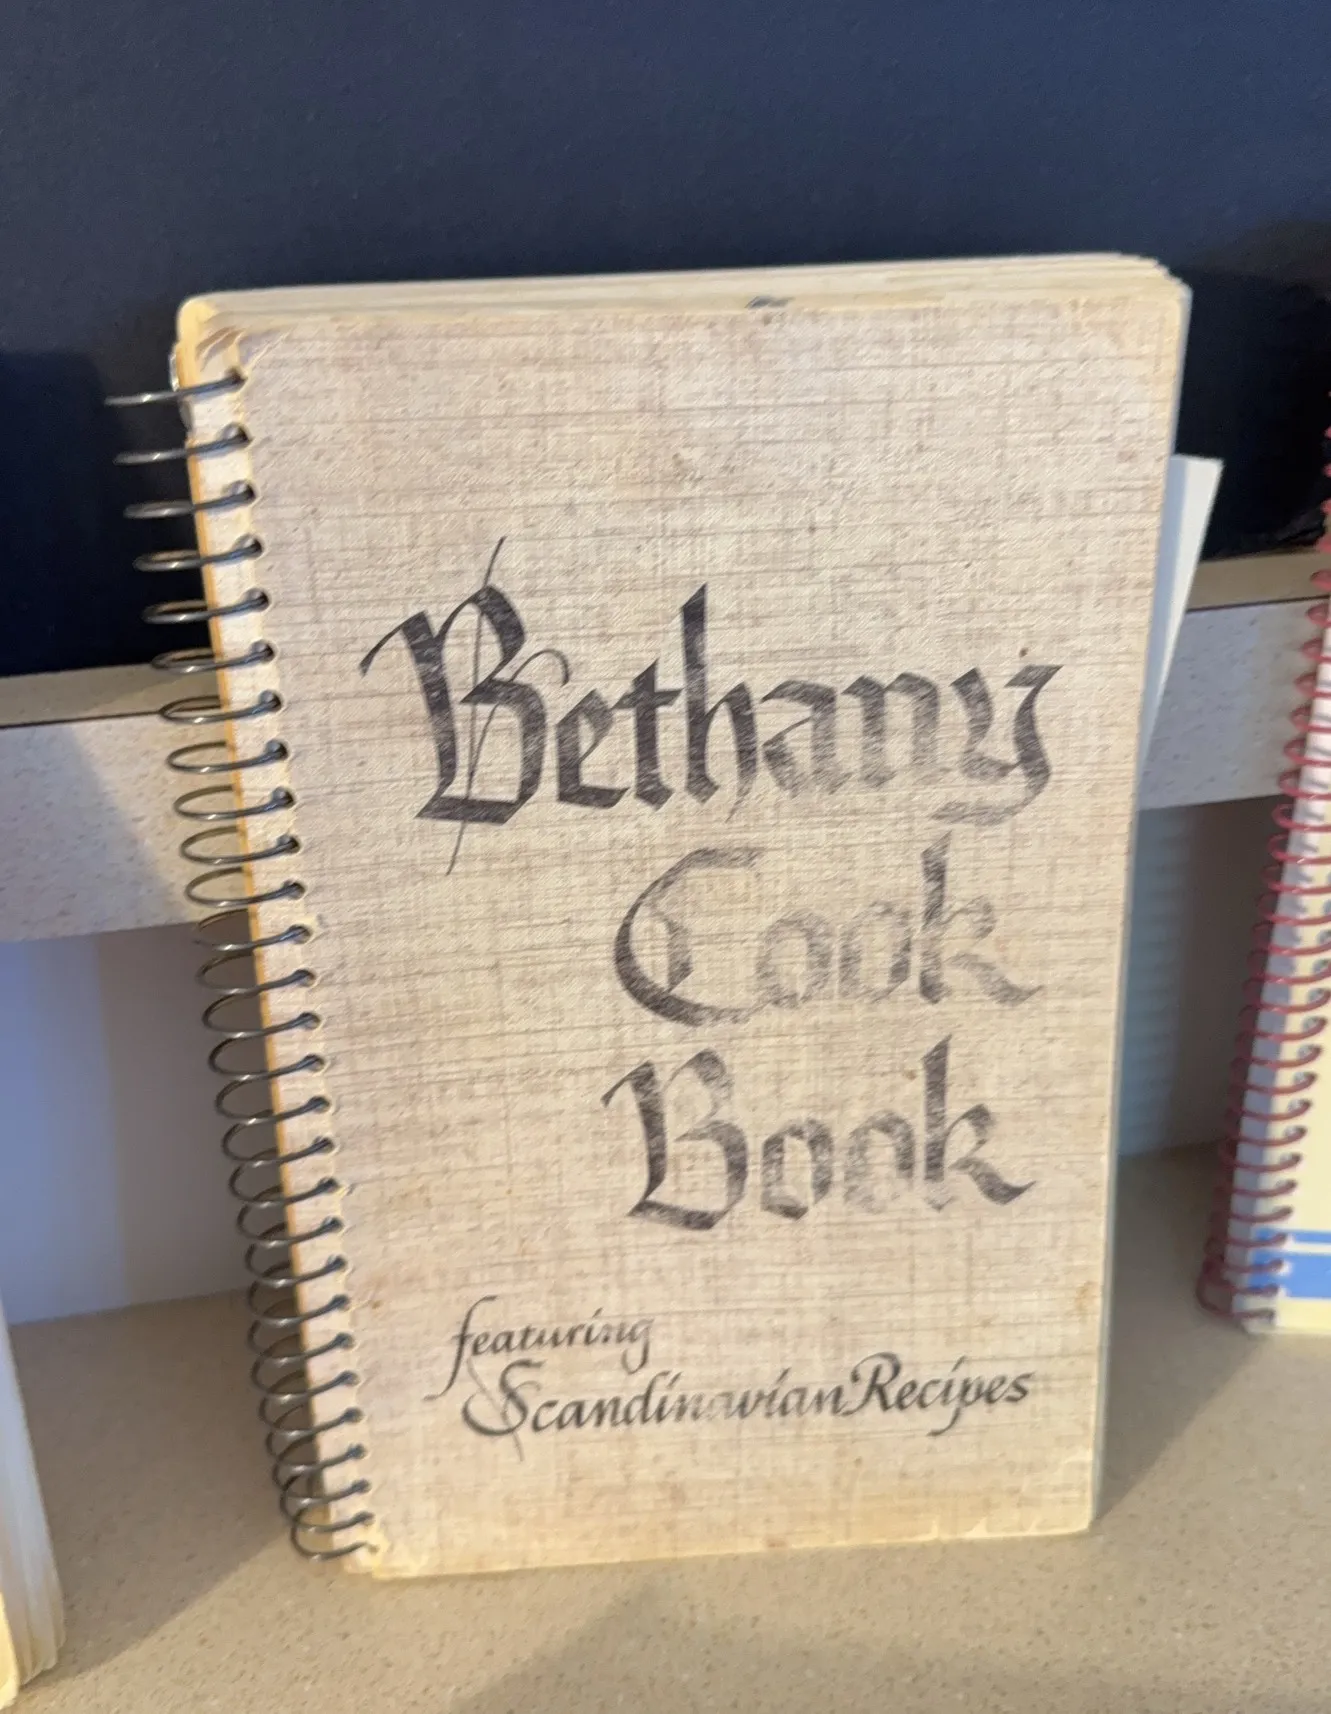 Bethany
Cook
Book
featuring
Scandinavian Recipes